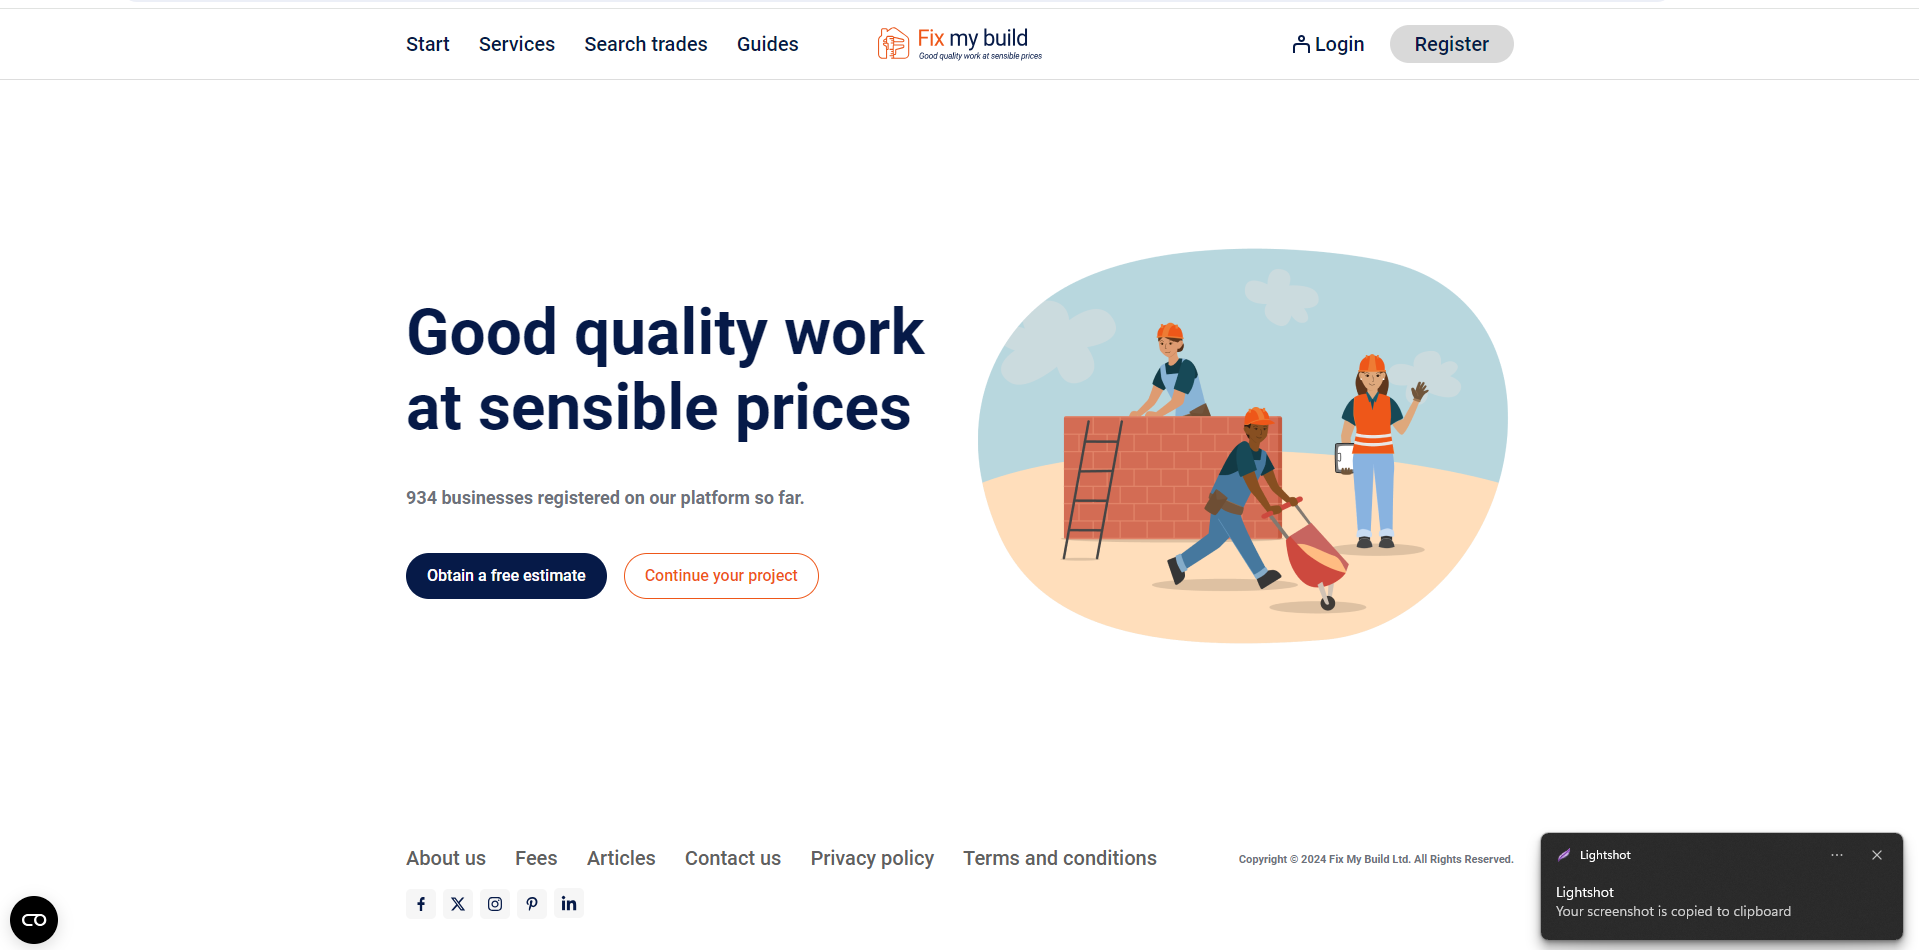 Start Services Search trades Guides
Fix my build
Good quality work at sensible prices
Login Register
Good quality work
at sensible prices
934 businesses registered on our platform so far.
Obtain a free estimate Continue your project
About us Fees Articles Contact us Privacy policy Terms and conditions
Copyright © 2024 Fix My Build Ltd. All Rights Reserved.
Lightshot
Lightshot
Your screenshot is copied to clipboard